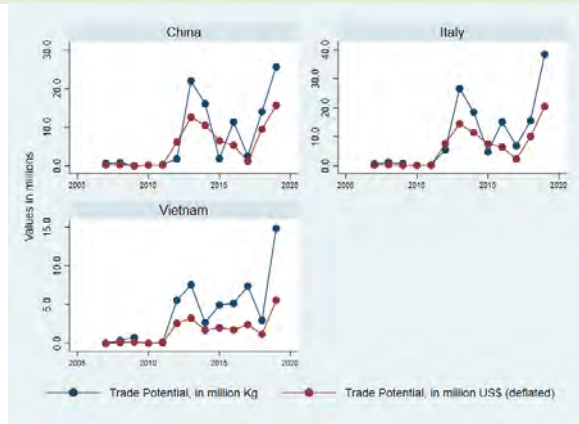 China
Italy
Values in millions
30.0
20.0
10.0
0.0
2005 2010 2015 2020
40.0
30.0
20.0
10.0
0.0
2005 2010 2015 2020
Vietnam
15.0
10.0
5.0
0.0
2005 2010 2015 2020
Trade Potential, in million Kg
Trade Potential, in million US$ (deflated)